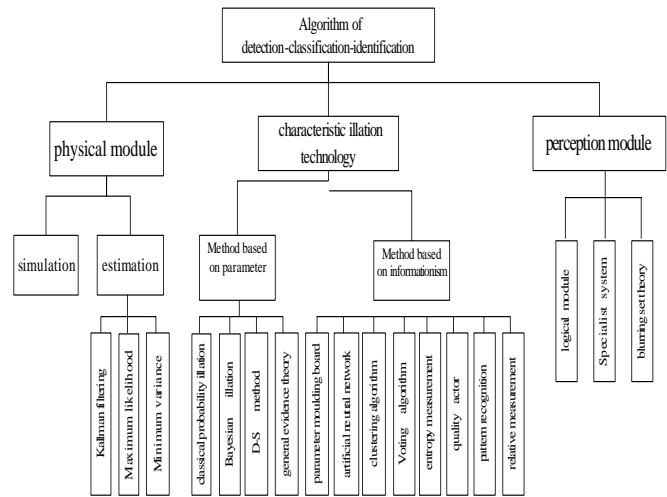 Algorithm of
detection-classification-identification
physical module
characteristic illation
technology
perception module
simulation
estimation
Method based
on parameter
Method based
on informationism
logical module
Specialist system
blurring set theory
Kallman filtering
Maximum likelihood
Minimum variance
classical probability illation
Bayesian illation
D-S method
general evidence theory
parameter moulding board
artificial neural network
clustering algorithm
Voting algorithm
entropy measurement
quality actor
pattern recognition
relative measurement